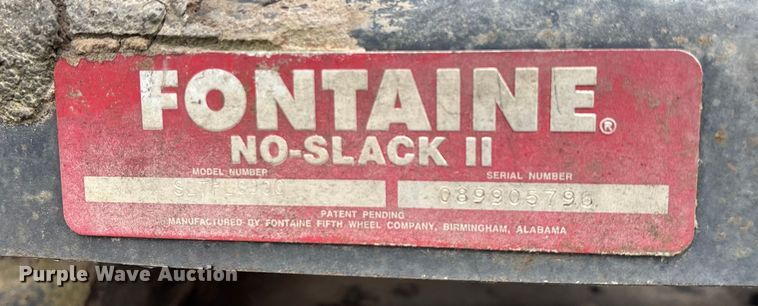 FONTAINE®
NO-SLACK II
MODEL NUMBER
SERIAL NUMBER
089905796
PATENT PENDING
MANUFACTURED BY FONTAINE FIFTH WHEEL COMPANY, BIRMINGHAM, ALABAMA
Purple Wave Auction